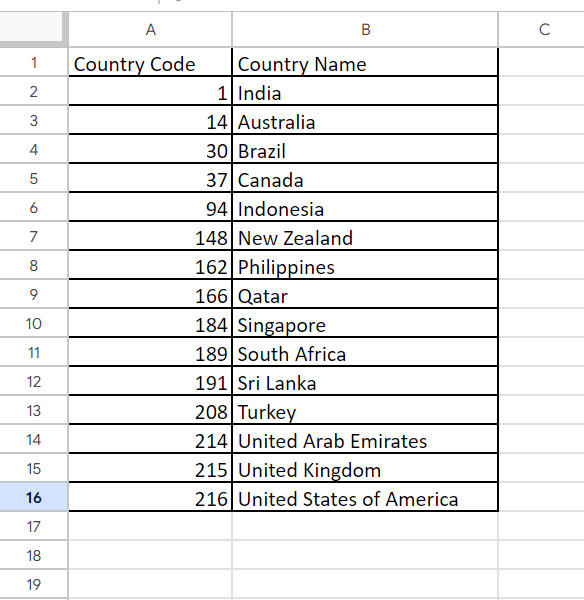 A B C
1 Country Code Country Name
2 1 India
3 14 Australia
4 30 Brazil
5 37 Canada
6 94 Indonesia
7 148 New Zealand
8 162 Philippines
9 166 Qatar
10 184 Singapore
11 189 South Africa
12 191 Sri Lanka
13 208 Turkey
14 214 United Arab Emirates
15 215 United Kingdom
16 216 United States of America
17
18
19